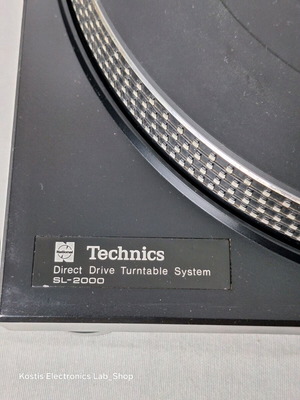 Technics
Direct Drive Turntable System
SL-2000
Kostis Electronics Lab_Shop